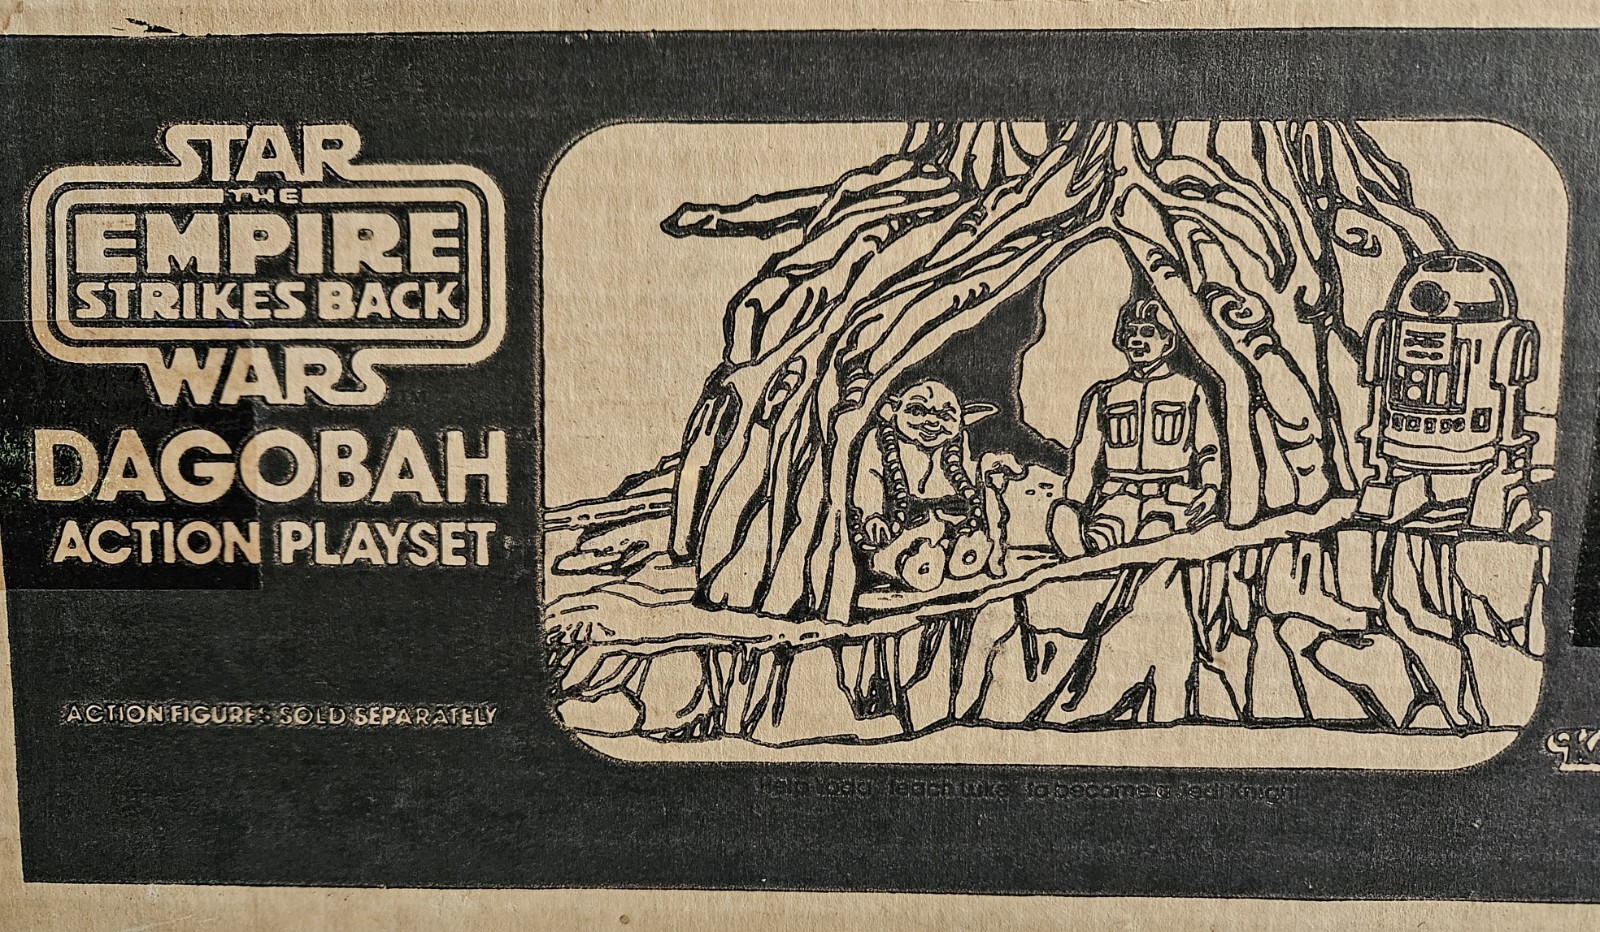 STAR
THE
EMPIRE
STRIKES BACK
WARS
DAGOBAH
ACTION PLAYSET
ACTION FIGURES SOLD SEPARATELY
Help Yoda teach Luke to become a Jedi Knight